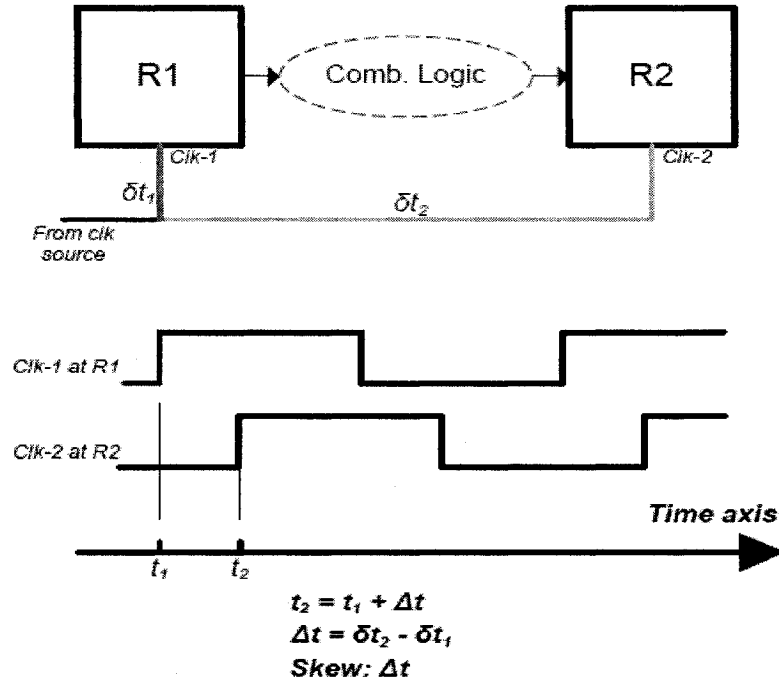 R1
Comb. Logic
R2
Clk-1
Clk-2
δt₁
δt₂
From clk
source
Clk-1 at R1
Clk-2 at R2
Time axis
t₁
t₂
t₂ = t₁ + Δt
Δt = δt₂ - δt₁
Skew: Δt